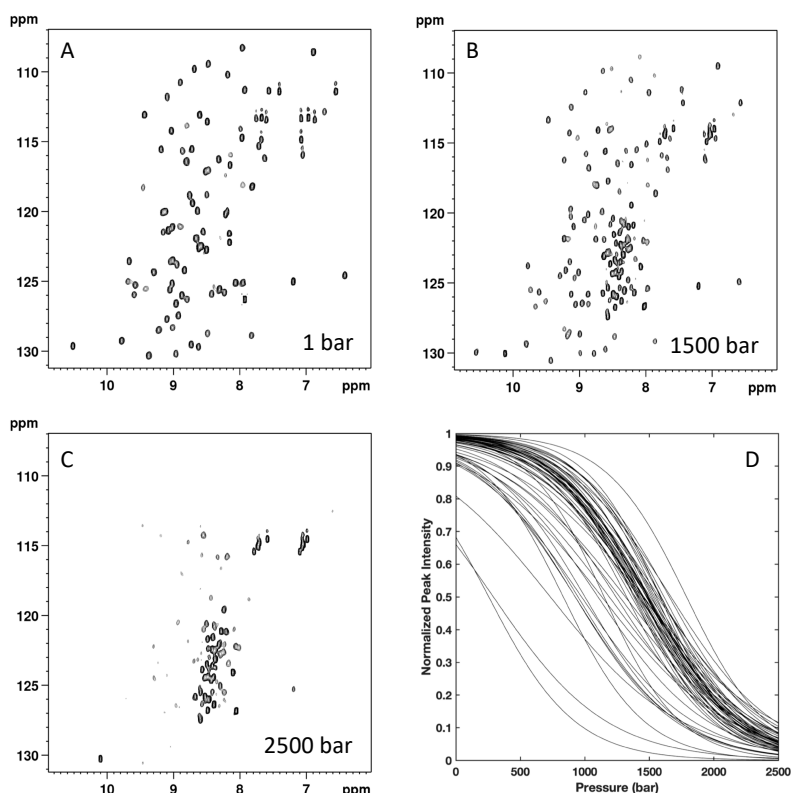 ppm
A
110
115
120
125
130
1 bar
10 9 8 7 ppm
ppm
B
110
115
120
125
130
1500 bar
10 9 8 7 ppm
ppm
C
110
115
120
125
130
2500 bar
10 9 8 7 ppm
D
1
0.9
0.8
0.7
0.6
0.5
0.4
0.3
0.2
0.1
0
Normalized Peak Intensity
0 500 1000 1500 2000 2500
Pressure (bar)